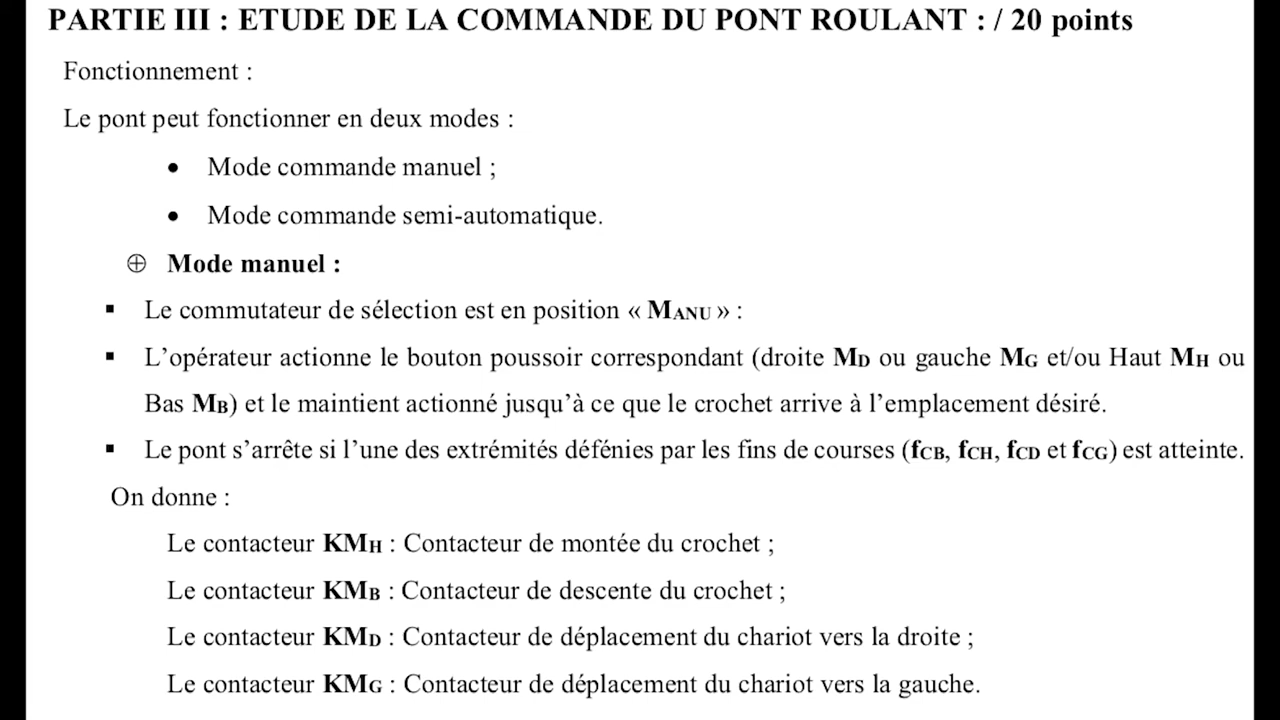 PARTIE III : ETUDE DE LA COMMANDE DU PONT ROULANT : / 20 points
Fonctionnement :
Le pont peut fonctionner en deux modes :
• Mode commande manuel ;
• Mode commande semi-automatique.
⊕ Mode manuel :
▪ Le commutateur de sélection est en position « MANU » :
▪ L’opérateur actionne le bouton poussoir correspondant (droite MD ou gauche MG et/ou Haut MH ou
Bas MB) et le maintient actionné jusqu’à ce que le crochet arrive à l’emplacement désiré.
▪ Le pont s’arrête si l’une des extrémités défénies par les fins de courses (fCB, fCH, fCD et fCG) est atteinte.
On donne :
Le contacteur KMH : Contacteur de montée du crochet ;
Le contacteur KMB : Contacteur de descente du crochet ;
Le contacteur KMD : Contacteur de déplacement du chariot vers la droite ;
Le contacteur KMG : Contacteur de déplacement du chariot vers la gauche.